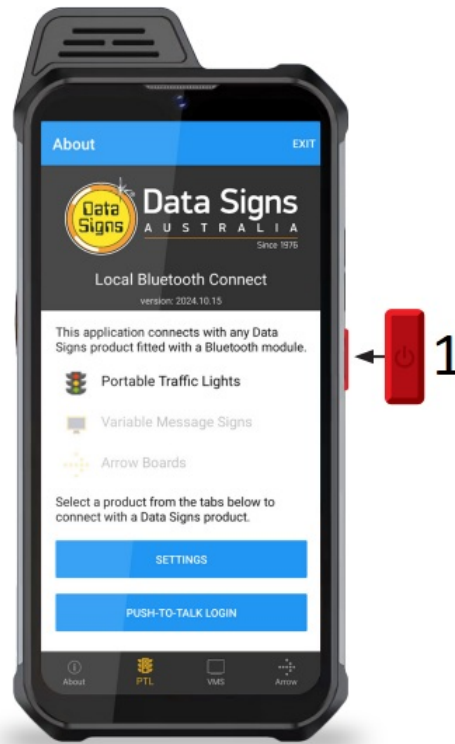 About
EXIT
Data
Signs
Data Signs
AUSTRALIA
Since 1976
Local Bluetooth Connect
version: 2024.10.15
This application connects with any Data
Signs product fitted with a Bluetooth module.
Portable Traffic Lights
Variable Message Signs
Arrow Boards
Select a product from the tabs below to
connect with a Data Signs product.
SETTINGS
PUSH-TO-TALK LOGIN
About
PTL
VMS
Arrow
1